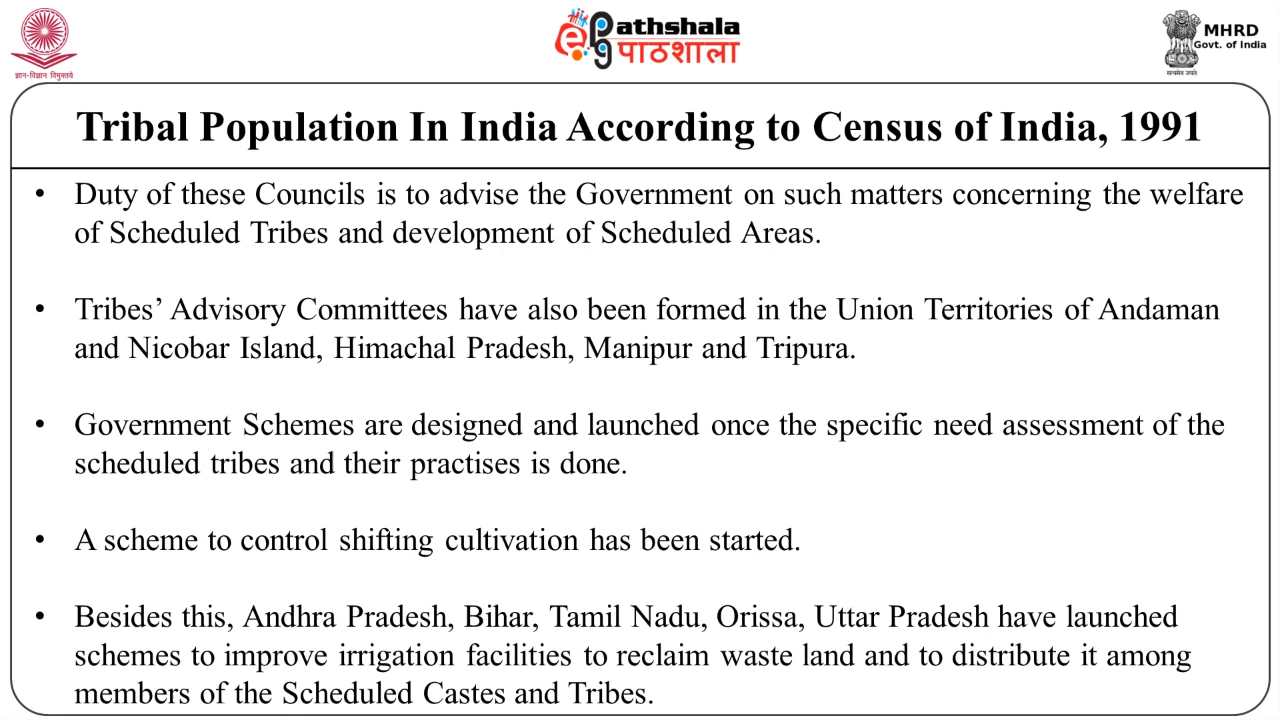 ज्ञान-विज्ञान विमुक्तये
e
Pathshala
पाठशाला
MHRD
Govt. of India
सत्यमेव जयते
Tribal Population In India According to Census of India, 1991
• Duty of these Councils is to advise the Government on such matters concerning the welfare
of Scheduled Tribes and development of Scheduled Areas.
• Tribes’ Advisory Committees have also been formed in the Union Territories of Andaman
and Nicobar Island, Himachal Pradesh, Manipur and Tripura.
• Government Schemes are designed and launched once the specific need assessment of the
scheduled tribes and their practises is done.
• A scheme to control shifting cultivation has been started.
• Besides this, Andhra Pradesh, Bihar, Tamil Nadu, Orissa, Uttar Pradesh have launched
schemes to improve irrigation facilities to reclaim waste land and to distribute it among
members of the Scheduled Castes and Tribes.